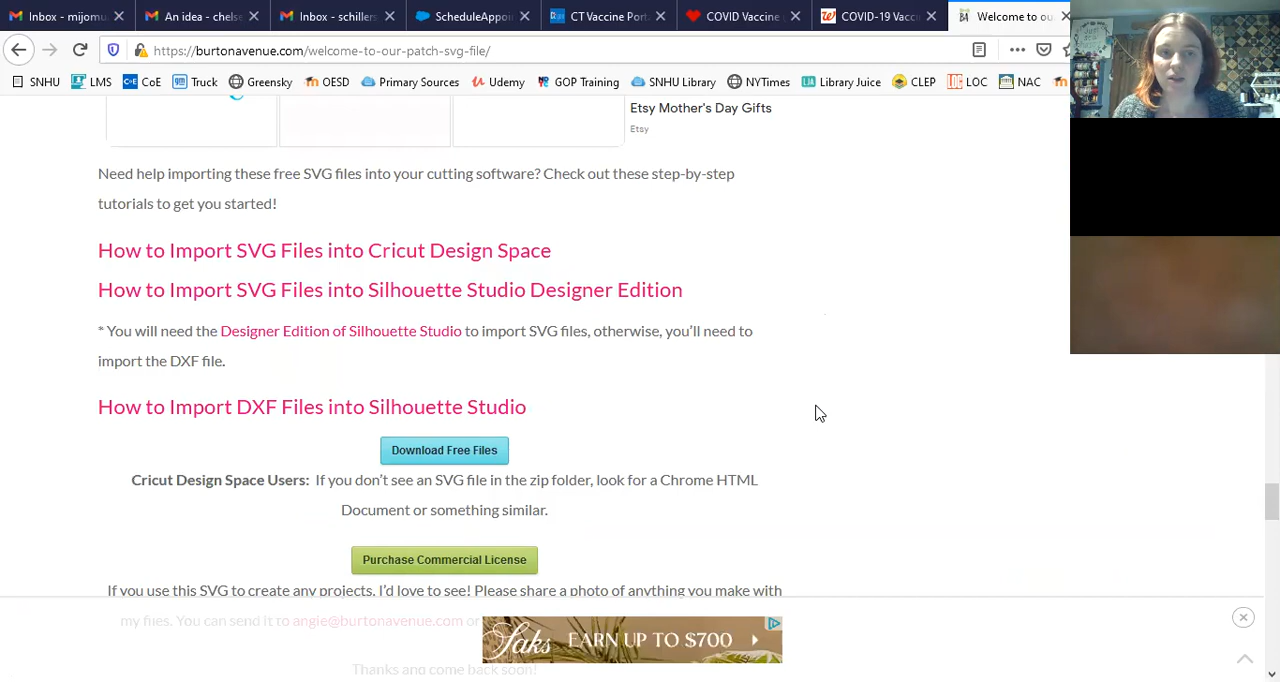 Inbox - mijomu
An idea - chels
Inbox - schillers
ScheduleAppoi
CT Vaccine Port
COVID Vaccine
COVID-19 Vacc
Welcome to ou
https://burtonavenue.com/welcome-to-our-patch-svg-file/
SNHU LMS CoE Truck Greensky OESD Primary Sources Udemy GOP Training SNHU Library NYTimes Library Juice CLEP LOC NAC
Etsy Mother's Day Gifts
Etsy
Need help importing these free SVG files into your cutting software? Check out these step-by-step
tutorials to get you started!
How to Import SVG Files into Cricut Design Space
How to Import SVG Files into Silhouette Studio Designer Edition
* You will need the Designer Edition of Silhouette Studio to import SVG files, otherwise, you'll need to
import the DXF file.
How to Import DXF Files into Silhouette Studio
Download Free Files
Cricut Design Space Users: If you don't see an SVG file in the zip folder, look for a Chrome HTML
Document or something similar.
Purchase Commercial License
If you use this SVG to create any projects, I'd love to see! Please share a photo of anything you make with
my files. You can send it to angie@burtonavenue.com or
Saks EARN UP TO $700
Thanks and come back soon!